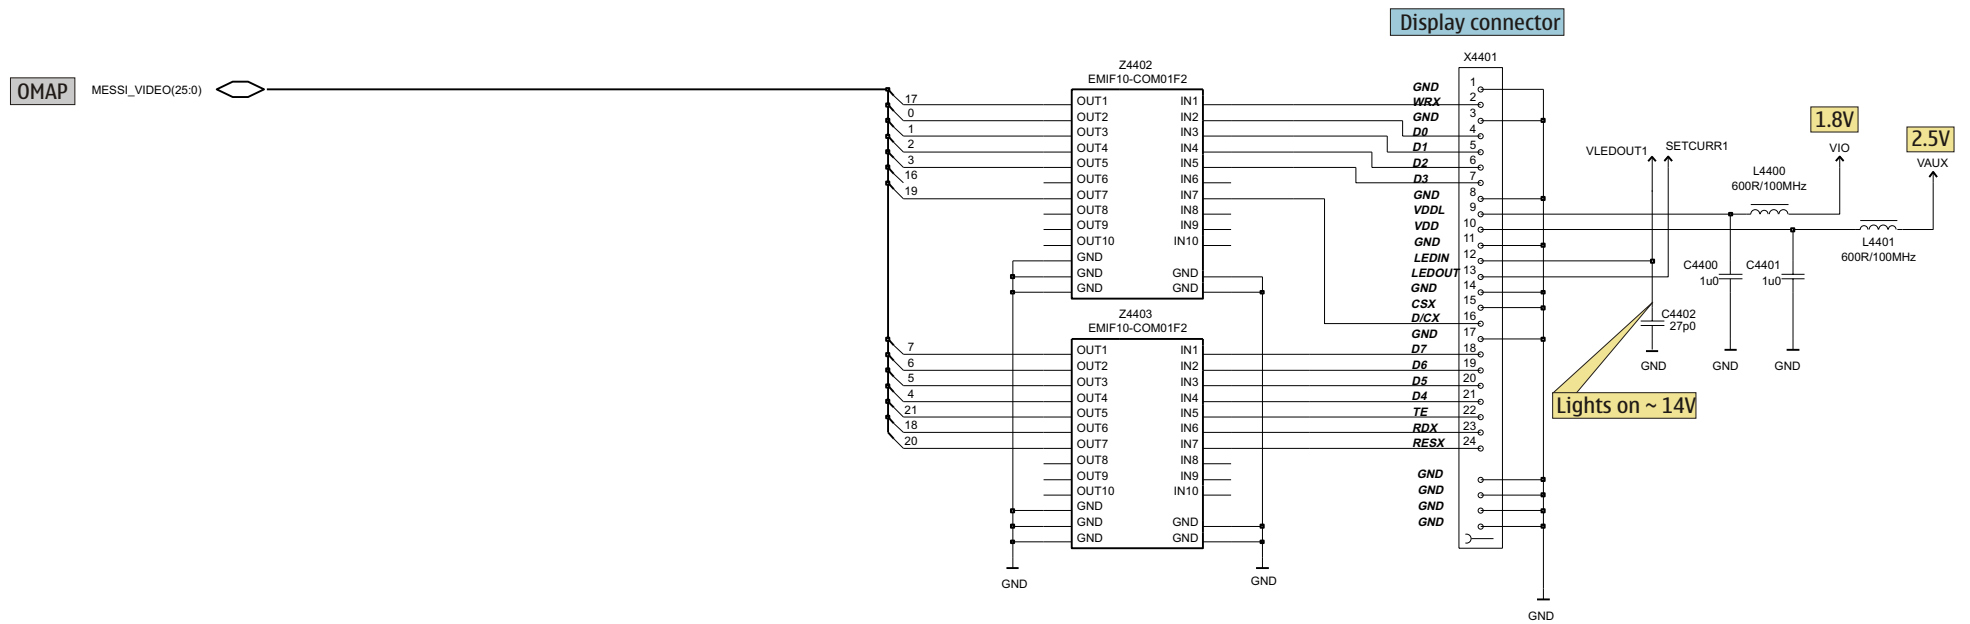 Display connector
OMAP
MESSI_VIDEO(25:0)
17
0
1
2
3
16
19
Z4402
EMIF10-COM01F2
OUT1 IN1
OUT2 IN2
OUT3 IN3
OUT4 IN4
OUT5 IN5
OUT6 IN6
OUT7 IN7
OUT8 IN8
OUT9 IN9
OUT10 IN10
GND
GND GND
GND GND
7
6
5
4
21
18
20
Z4403
EMIF10-COM01F2
OUT1 IN1
OUT2 IN2
OUT3 IN3
OUT4 IN4
OUT5 IN5
OUT6 IN6
OUT7 IN7
OUT8 IN8
OUT9 IN9
OUT10 IN10
GND
GND GND
GND GND
GND
GND
X4401
GND 1
WRX 2
GND 3
D0 4
D1 5
D2 6
D3 7
GND 8
VDDL 9
VDD 10
GND 11
LEDIN 12
LEDOUT 13
GND 14
CSX 15
D/CX 16
GND 17
D7 18
D6 19
D5 20
D4 21
TE 22
RDX 23
RESX 24
GND
GND
GND
GND
GND
VLEDOUT1
SETCURR1
1.8V
VIO
2.5V
VAUX
L4400
600R/100MHz
L4401
600R/100MHz
C4400
1u0
C4401
1u0
C4402
27p0
GND
GND
GND
Lights on ~ 14V